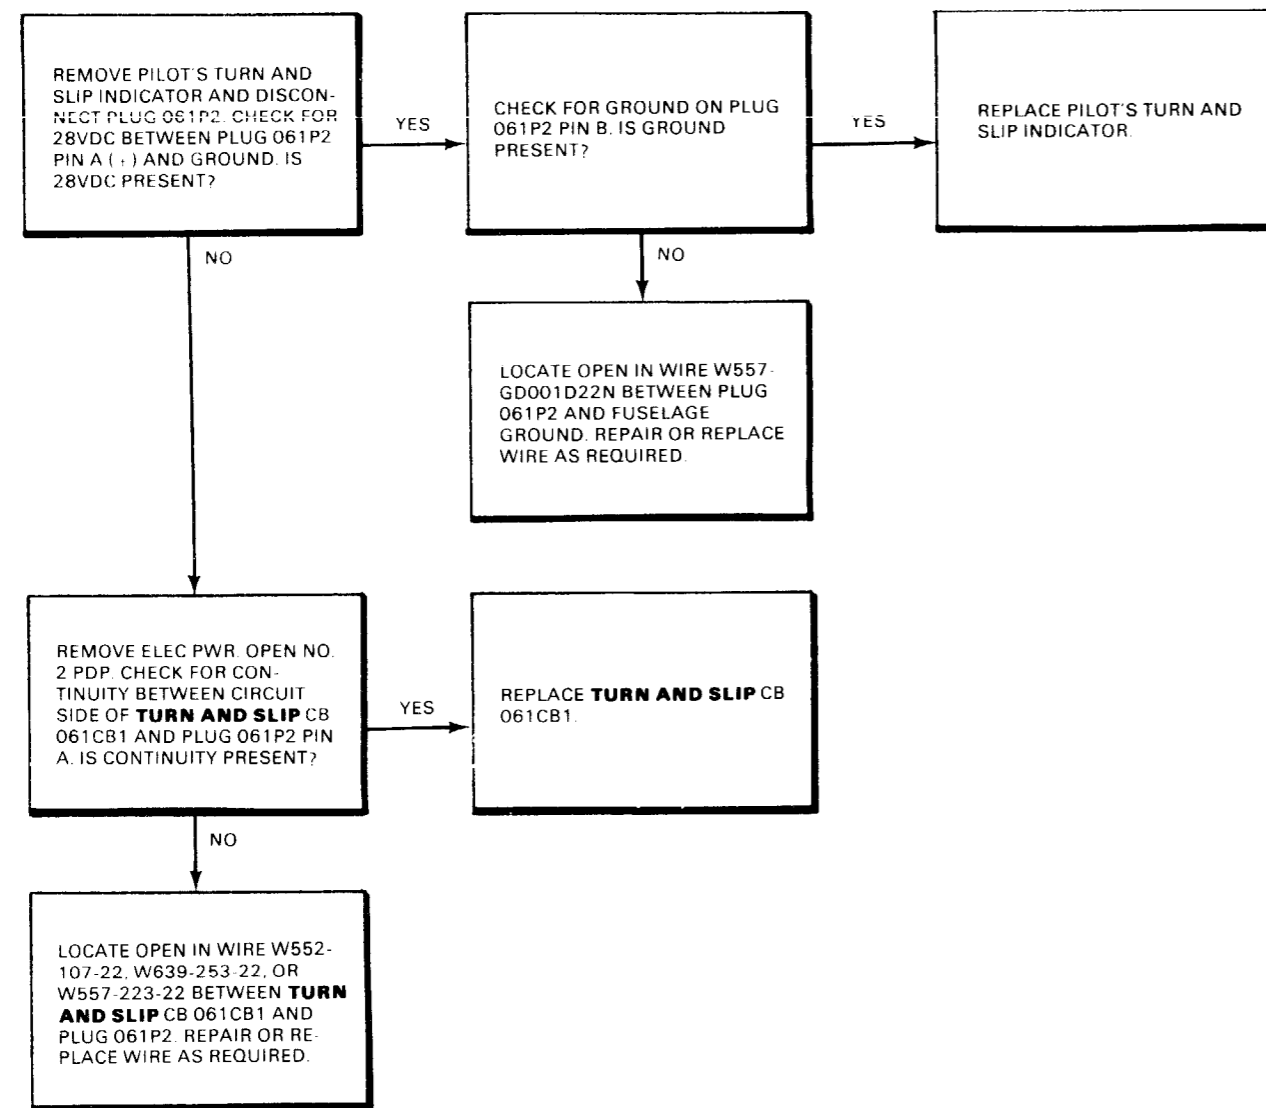 REMOVE PILOT'S TURN AND
SLIP INDICATOR AND DISCON-
NECT PLUG 061P2. CHECK FOR
28VDC BETWEEN PLUG 061P2
PIN A (+) AND GROUND. IS
28VDC PRESENT?
YES
CHECK FOR GROUND ON PLUG
061P2 PIN B. IS GROUND
PRESENT?
YES
REPLACE PILOT'S TURN AND
SLIP INDICATOR.
NO
NO
LOCATE OPEN IN WIRE W557-
GD001D22N BETWEEN PLUG
061P2 AND FUSELAGE
GROUND. REPAIR OR REPLACE
WIRE AS REQUIRED.
REMOVE ELEC PWR. OPEN NO.
2 PDP. CHECK FOR CON-
TINUITY BETWEEN CIRCUIT
SIDE OF TURN AND SLIP CB
061CB1 AND PLUG 061P2 PIN
A. IS CONTINUITY PRESENT?
YES
REPLACE TURN AND SLIP CB
061CB1.
NO
LOCATE OPEN IN WIRE W552-
107-22, W639-253-22, OR
W557-223-22 BETWEEN TURN
AND SLIP CB 061CB1 AND
PLUG 061P2. REPAIR OR RE-
PLACE WIRE AS REQUIRED.